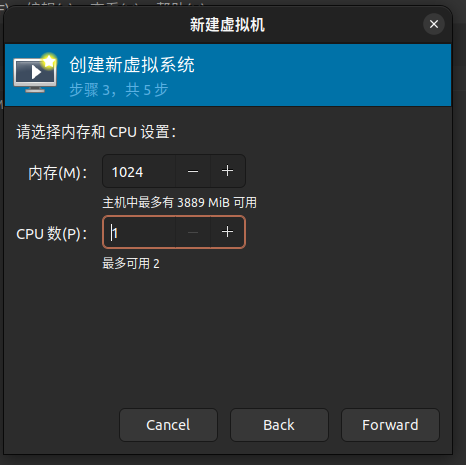 新建虚拟机
创建新虚拟系统
步骤 3，共 5 步
请选择内存和 CPU 设置：
内存(M)： 1024 − +
主机中最多有 3889 MiB 可用
CPU 数(P)： 1 − +
最多可用 2
Cancel Back Forward